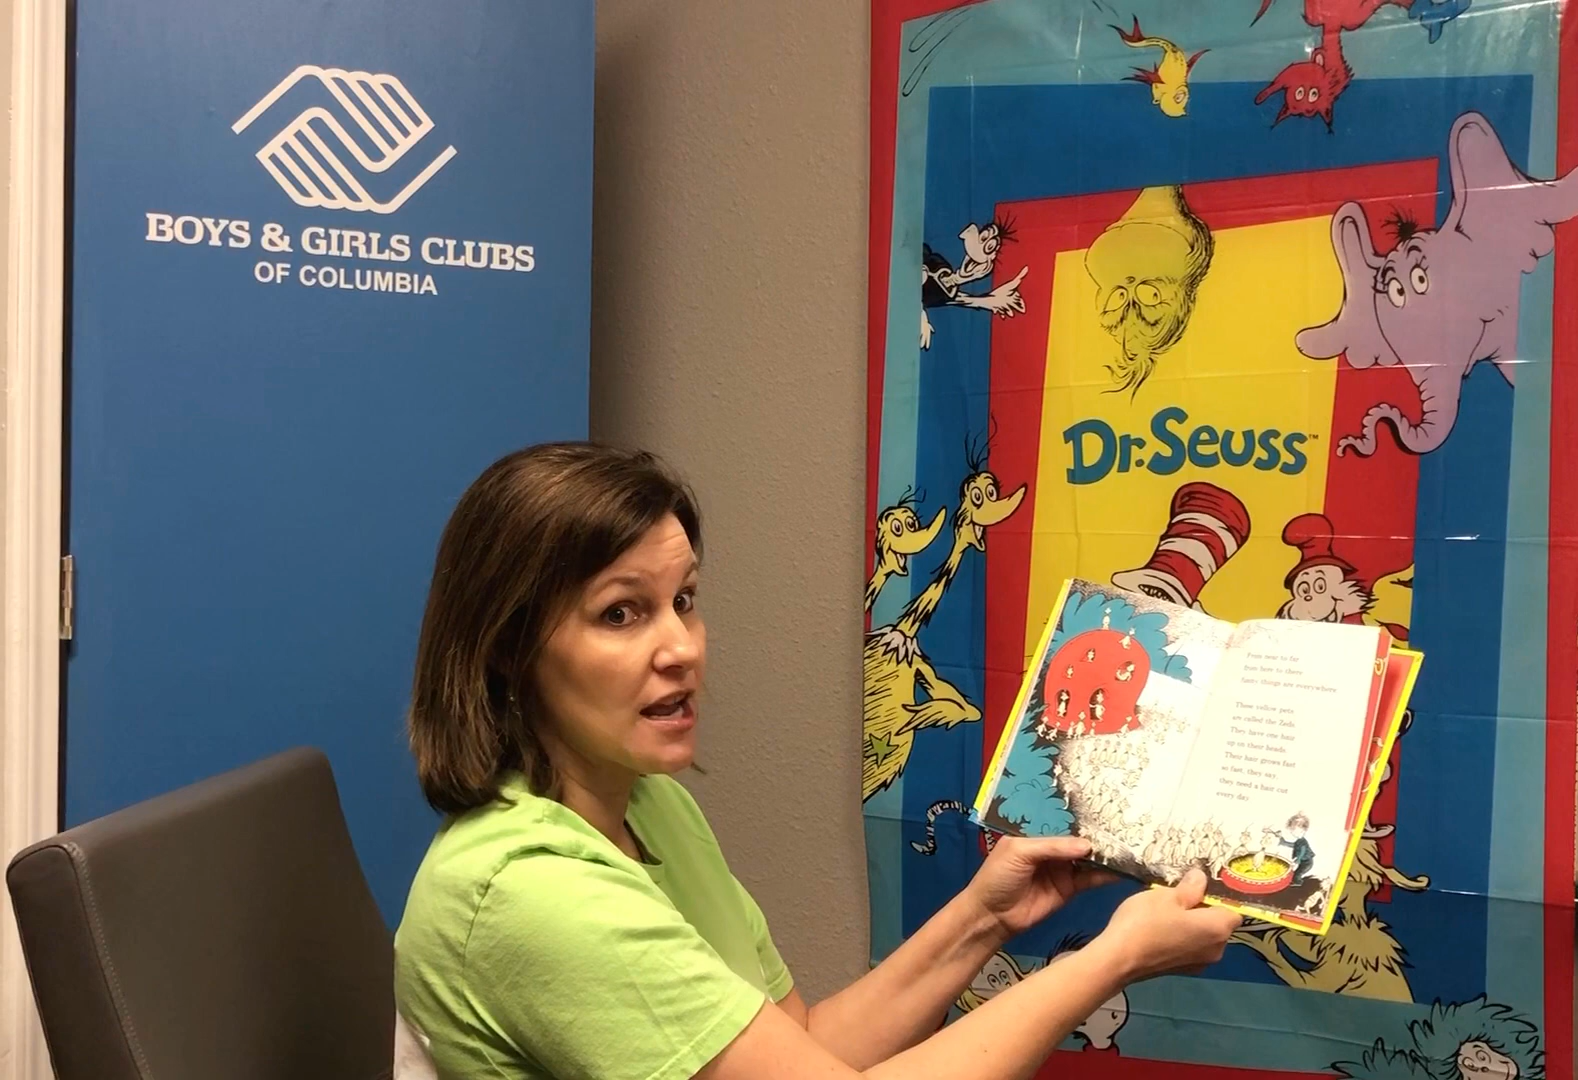 BOYS & GIRLS CLUBS
OF COLUMBIA
Dr. Seuss™
From near to far
from here to there
funny things are everywhere
These yellow pets
are called the Zeds.
They have one hair
up on their heads.
Their hair grows fast
so fast, they say,
they need a hair cut
every day.